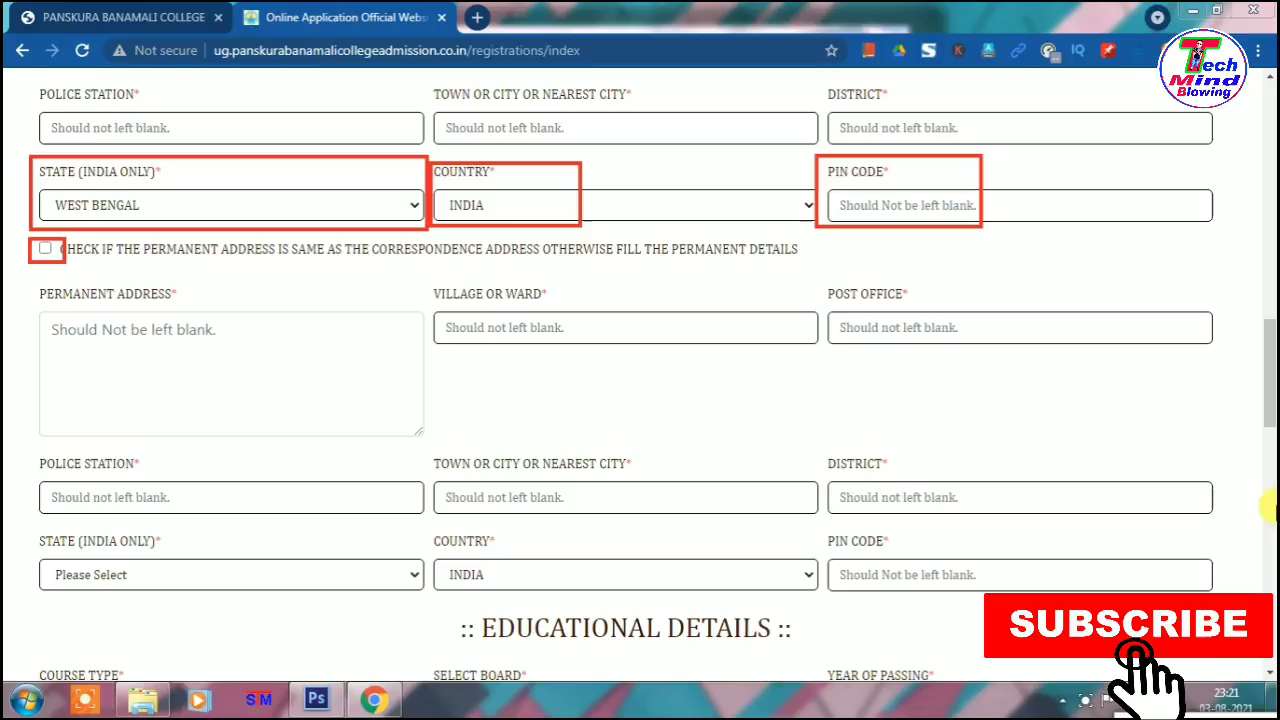 PANSKURA BANAMALI COLLEGE
Online Application Official Webs
Not secure
ug.panskurabanamalicollegeadmission.co.in/registrations/index
Tech
Mind
Blowing
POLICE STATION*
TOWN OR CITY OR NEAREST CITY*
DISTRICT*
Should not left blank.
Should not left blank.
Should not left blank.
STATE (INDIA ONLY)*
COUNTRY*
PIN CODE*
WEST BENGAL
INDIA
Should Not be left blank.
CHECK IF THE PERMANENT ADDRESS IS SAME AS THE CORRESPONDENCE ADDRESS OTHERWISE FILL THE PERMANENT DETAILS
PERMANENT ADDRESS*
VILLAGE OR WARD*
POST OFFICE*
Should Not be left blank.
Should not left blank.
Should not left blank.
POLICE STATION*
TOWN OR CITY OR NEAREST CITY*
DISTRICT*
Should not left blank.
Should not left blank.
Should not left blank.
STATE (INDIA ONLY)*
COUNTRY*
PIN CODE*
Please Select
INDIA
Should Not be left blank.
:: EDUCATIONAL DETAILS ::
SUBSCRIBE
COURSE TYPE*
SELECT BOARD*
YEAR OF PASSING*
S M
Ps
23:21
03-08-2021